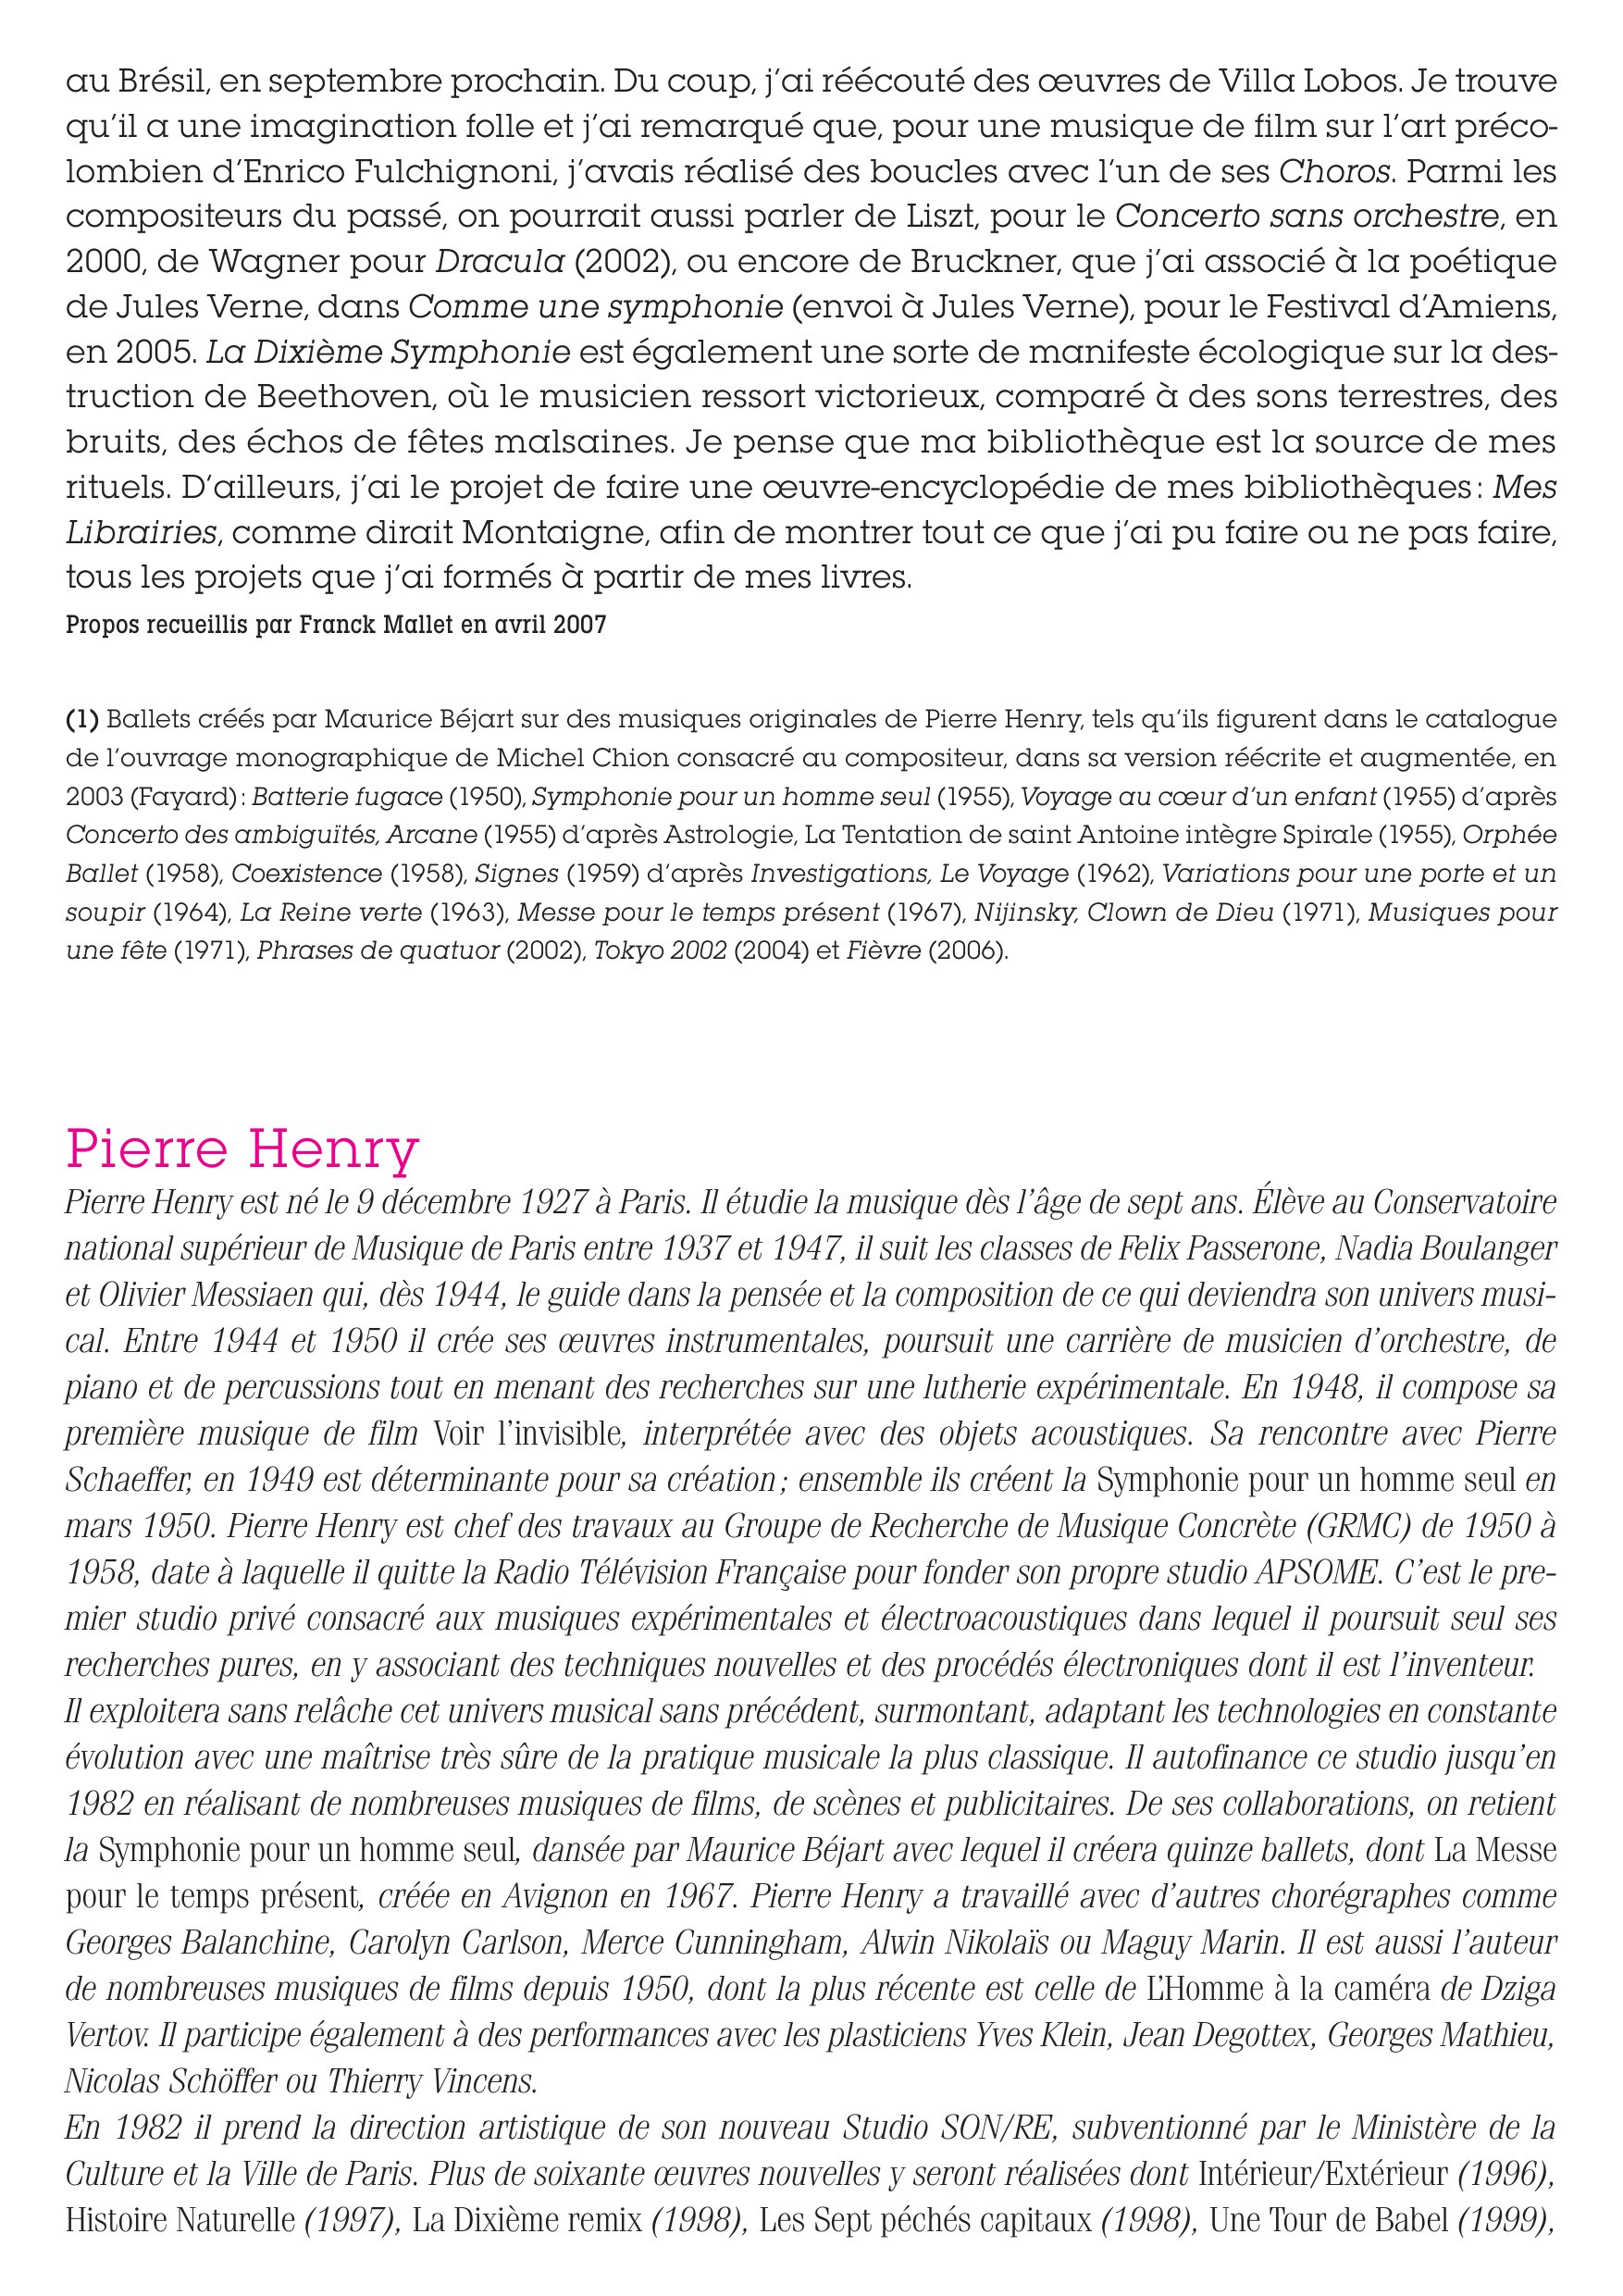 au Brésil, en septembre prochain. Du coup, j’ai réécouté des œuvres de Villa Lobos. Je trouve
qu’il a une imagination folle et j’ai remarqué que, pour une musique de film sur l’art préco-
lombien d’Enrico Fulchignoni, j’avais réalisé des boucles avec l’un de ses Choros. Parmi les
compositeurs du passé, on pourrait aussi parler de Liszt, pour le Concerto sans orchestre, en
2000, de Wagner pour Dracula (2002), ou encore de Bruckner, que j’ai associé à la poétique
de Jules Verne, dans Comme une symphonie (envoi à Jules Verne), pour le Festival d’Amiens,
en 2005. La Dixième Symphonie est également une sorte de manifeste écologique sur la des-
truction de Beethoven, où le musicien ressort victorieux, comparé à des sons terrestres, des
bruits, des échos de fêtes malsaines. Je pense que ma bibliothèque est la source de mes
rituels. D’ailleurs, j’ai le projet de faire une œuvre-encyclopédie de mes bibliothèques : Mes
Librairies, comme dirait Montaigne, afin de montrer tout ce que j’ai pu faire ou ne pas faire,
tous les projets que j’ai formés à partir de mes livres.
Propos recueillis par Franck Mallet en avril 2007
(1) Ballets créés par Maurice Béjart sur des musiques originales de Pierre Henry, tels qu’ils figurent dans le catalogue
de l’ouvrage monographique de Michel Chion consacré au compositeur, dans sa version réécrite et augmentée, en
2003 (Fayard) : Batterie fugace (1950), Symphonie pour un homme seul (1955), Voyage au cœur d’un enfant (1955) d’après
Concerto des ambiguïtés, Arcane (1955) d’après Astrologie, La Tentation de saint Antoine intègre Spirale (1955), Orphée
Ballet (1958), Coexistence (1958), Signes (1959) d’après Investigations, Le Voyage (1962), Variations pour une porte et un
soupir (1964), La Reine verte (1963), Messe pour le temps présent (1967), Nijinsky, Clown de Dieu (1971), Musiques pour
une fête (1971), Phrases de quatuor (2002), Tokyo 2002 (2004) et Fièvre (2006).
Pierre Henry
Pierre Henry est né le 9 décembre 1927 à Paris. Il étudie la musique dès l’âge de sept ans. Élève au Conservatoire
national supérieur de Musique de Paris entre 1937 et 1947, il suit les classes de Felix Passerone, Nadia Boulanger
et Olivier Messiaen qui, dès 1944, le guide dans la pensée et la composition de ce qui deviendra son univers musi-
cal. Entre 1944 et 1950 il crée ses œuvres instrumentales, poursuit une carrière de musicien d’orchestre, de
piano et de percussions tout en menant des recherches sur une lutherie expérimentale. En 1948, il compose sa
première musique de film Voir l’invisible, interprétée avec des objets acoustiques. Sa rencontre avec Pierre
Schaeffer, en 1949 est déterminante pour sa création ; ensemble ils créent la Symphonie pour un homme seul en
mars 1950. Pierre Henry est chef des travaux au Groupe de Recherche de Musique Concrète (GRMC) de 1950 à
1958, date à laquelle il quitte la Radio Télévision Française pour fonder son propre studio APSOME. C’est le pre-
mier studio privé consacré aux musiques expérimentales et électroacoustiques dans lequel il poursuit seul ses
recherches pures, en y associant des techniques nouvelles et des procédés électroniques dont il est l’inventeur.
Il exploitera sans relâche cet univers musical sans précédent, surmontant, adaptant les technologies en constante
évolution avec une maîtrise très sûre de la pratique musicale la plus classique. Il autofinance ce studio jusqu’en
1982 en réalisant de nombreuses musiques de films, de scènes et publicitaires. De ses collaborations, on retient
la Symphonie pour un homme seul, dansée par Maurice Béjart avec lequel il créera quinze ballets, dont La Messe
pour le temps présent, créée en Avignon en 1967. Pierre Henry a travaillé avec d’autres chorégraphes comme
Georges Balanchine, Carolyn Carlson, Merce Cunningham, Alwin Nikolaïs ou Maguy Marin. Il est aussi l’auteur
de nombreuses musiques de films depuis 1950, dont la plus récente est celle de L’Homme à la caméra de Dziga
Vertov. Il participe également à des performances avec les plasticiens Yves Klein, Jean Degottex, Georges Mathieu,
Nicolas Schöffer ou Thierry Vincens.
En 1982 il prend la direction artistique de son nouveau Studio SON/RE, subventionné par le Ministère de la
Culture et la Ville de Paris. Plus de soixante œuvres nouvelles y seront réalisées dont Intérieur/Extérieur (1996),
Histoire Naturelle (1997), La Dixième remix (1998), Les Sept péchés capitaux (1998), Une Tour de Babel (1999),